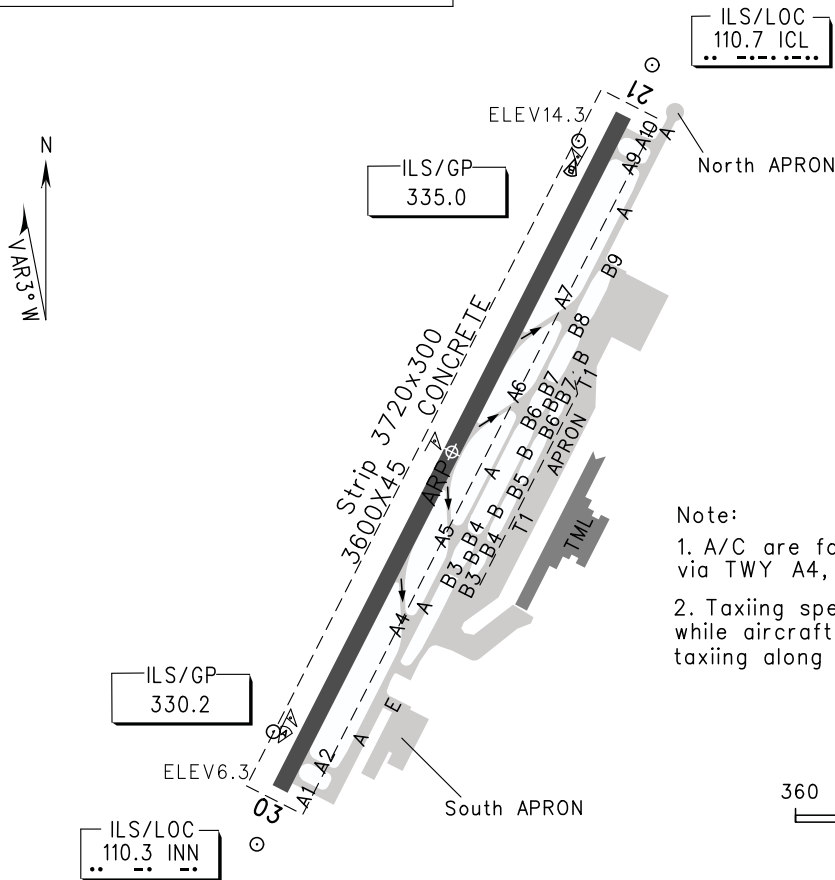 ILS/LOC
110.7 ICL
21
ELEV14.3
A10
A
A9
North APRON
N
VAR3°W
ILS/GP
335.0
A
B9
A7
B8
B
T1
Strip 3720x300
CONCRETE
3600X45
A6
B7
B7
B
B6
B6
APRON
ARP
B
A
B5
T1
B
A5
B4
B4
B
B3
B3
TML
Note:
1. A/C are fo
via TWY A4,
2. Taxiing spe
while aircraft
taxiing along
A4
A
E
A
ILS/GP
330.2
ELEV6.3
A2
A1
03
South APRON
360
ILS/LOC
110.3 INN